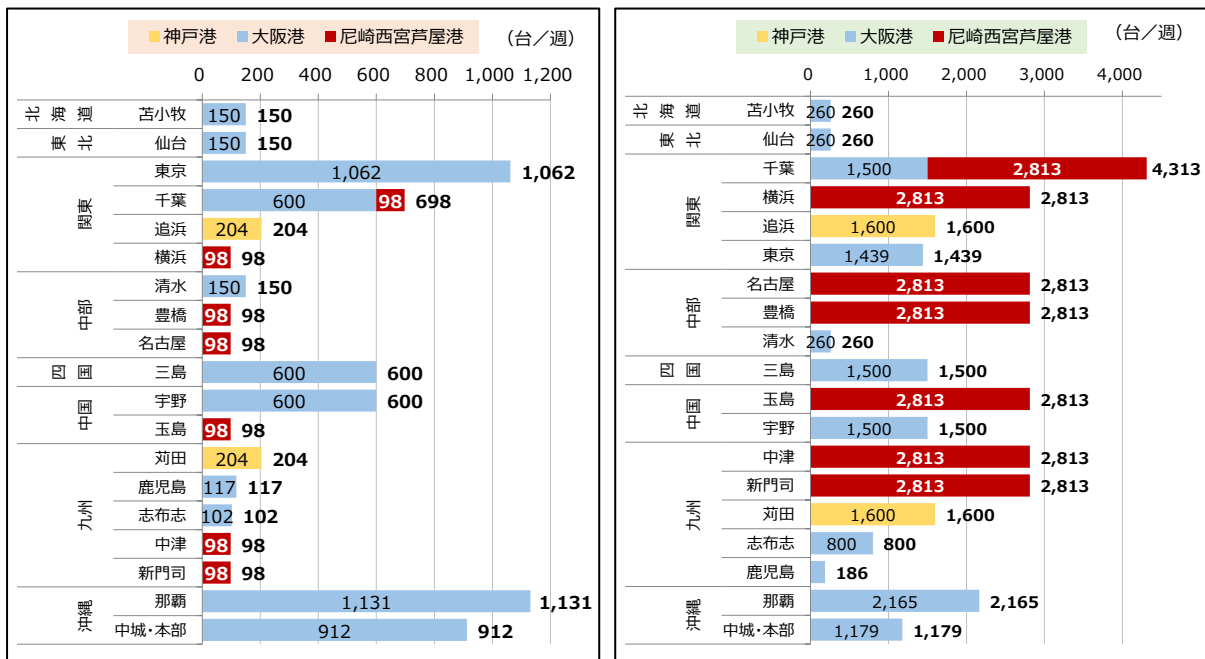 神戸港 大阪港 尼崎西宮芦屋港 (台／週)
0 200 400 600 800 1,000 1,200
北海道 苫小牧 150 150
東北 仙台 150 150
関東
東京 1,062 1,062
千葉 600 98 698
追浜 204 204
横浜 98 98
中部
清水 150 150
豊橋 98 98
名古屋 98 98
四国 三島 600 600
中国
宇野 600 600
玉島 98 98
九州
苅田 204 204
鹿児島 117 117
志布志 102 102
中津 98 98
新門司 98 98
沖縄
那覇 1,131 1,131
中城・本部 912 912
神戸港 大阪港 尼崎西宮芦屋港 (台／週)
0 1,000 2,000 3,000 4,000
北海道 苫小牧 260 260
東北 仙台 260 260
関東
千葉 1,500 2,813 4,313
横浜 2,813 2,813
追浜 1,600 1,600
東京 1,439 1,439
中部
名古屋 2,813 2,813
豊橋 2,813 2,813
清水 260 260
四国 三島 1,500 1,500
中国
玉島 2,813 2,813
宇野 1,500 1,500
九州
中津 2,813 2,813
新門司 2,813 2,813
苅田 1,600 1,600
志布志 800 800
鹿児島 186
沖縄
那覇 2,165 2,165
中城・本部 1,179 1,179